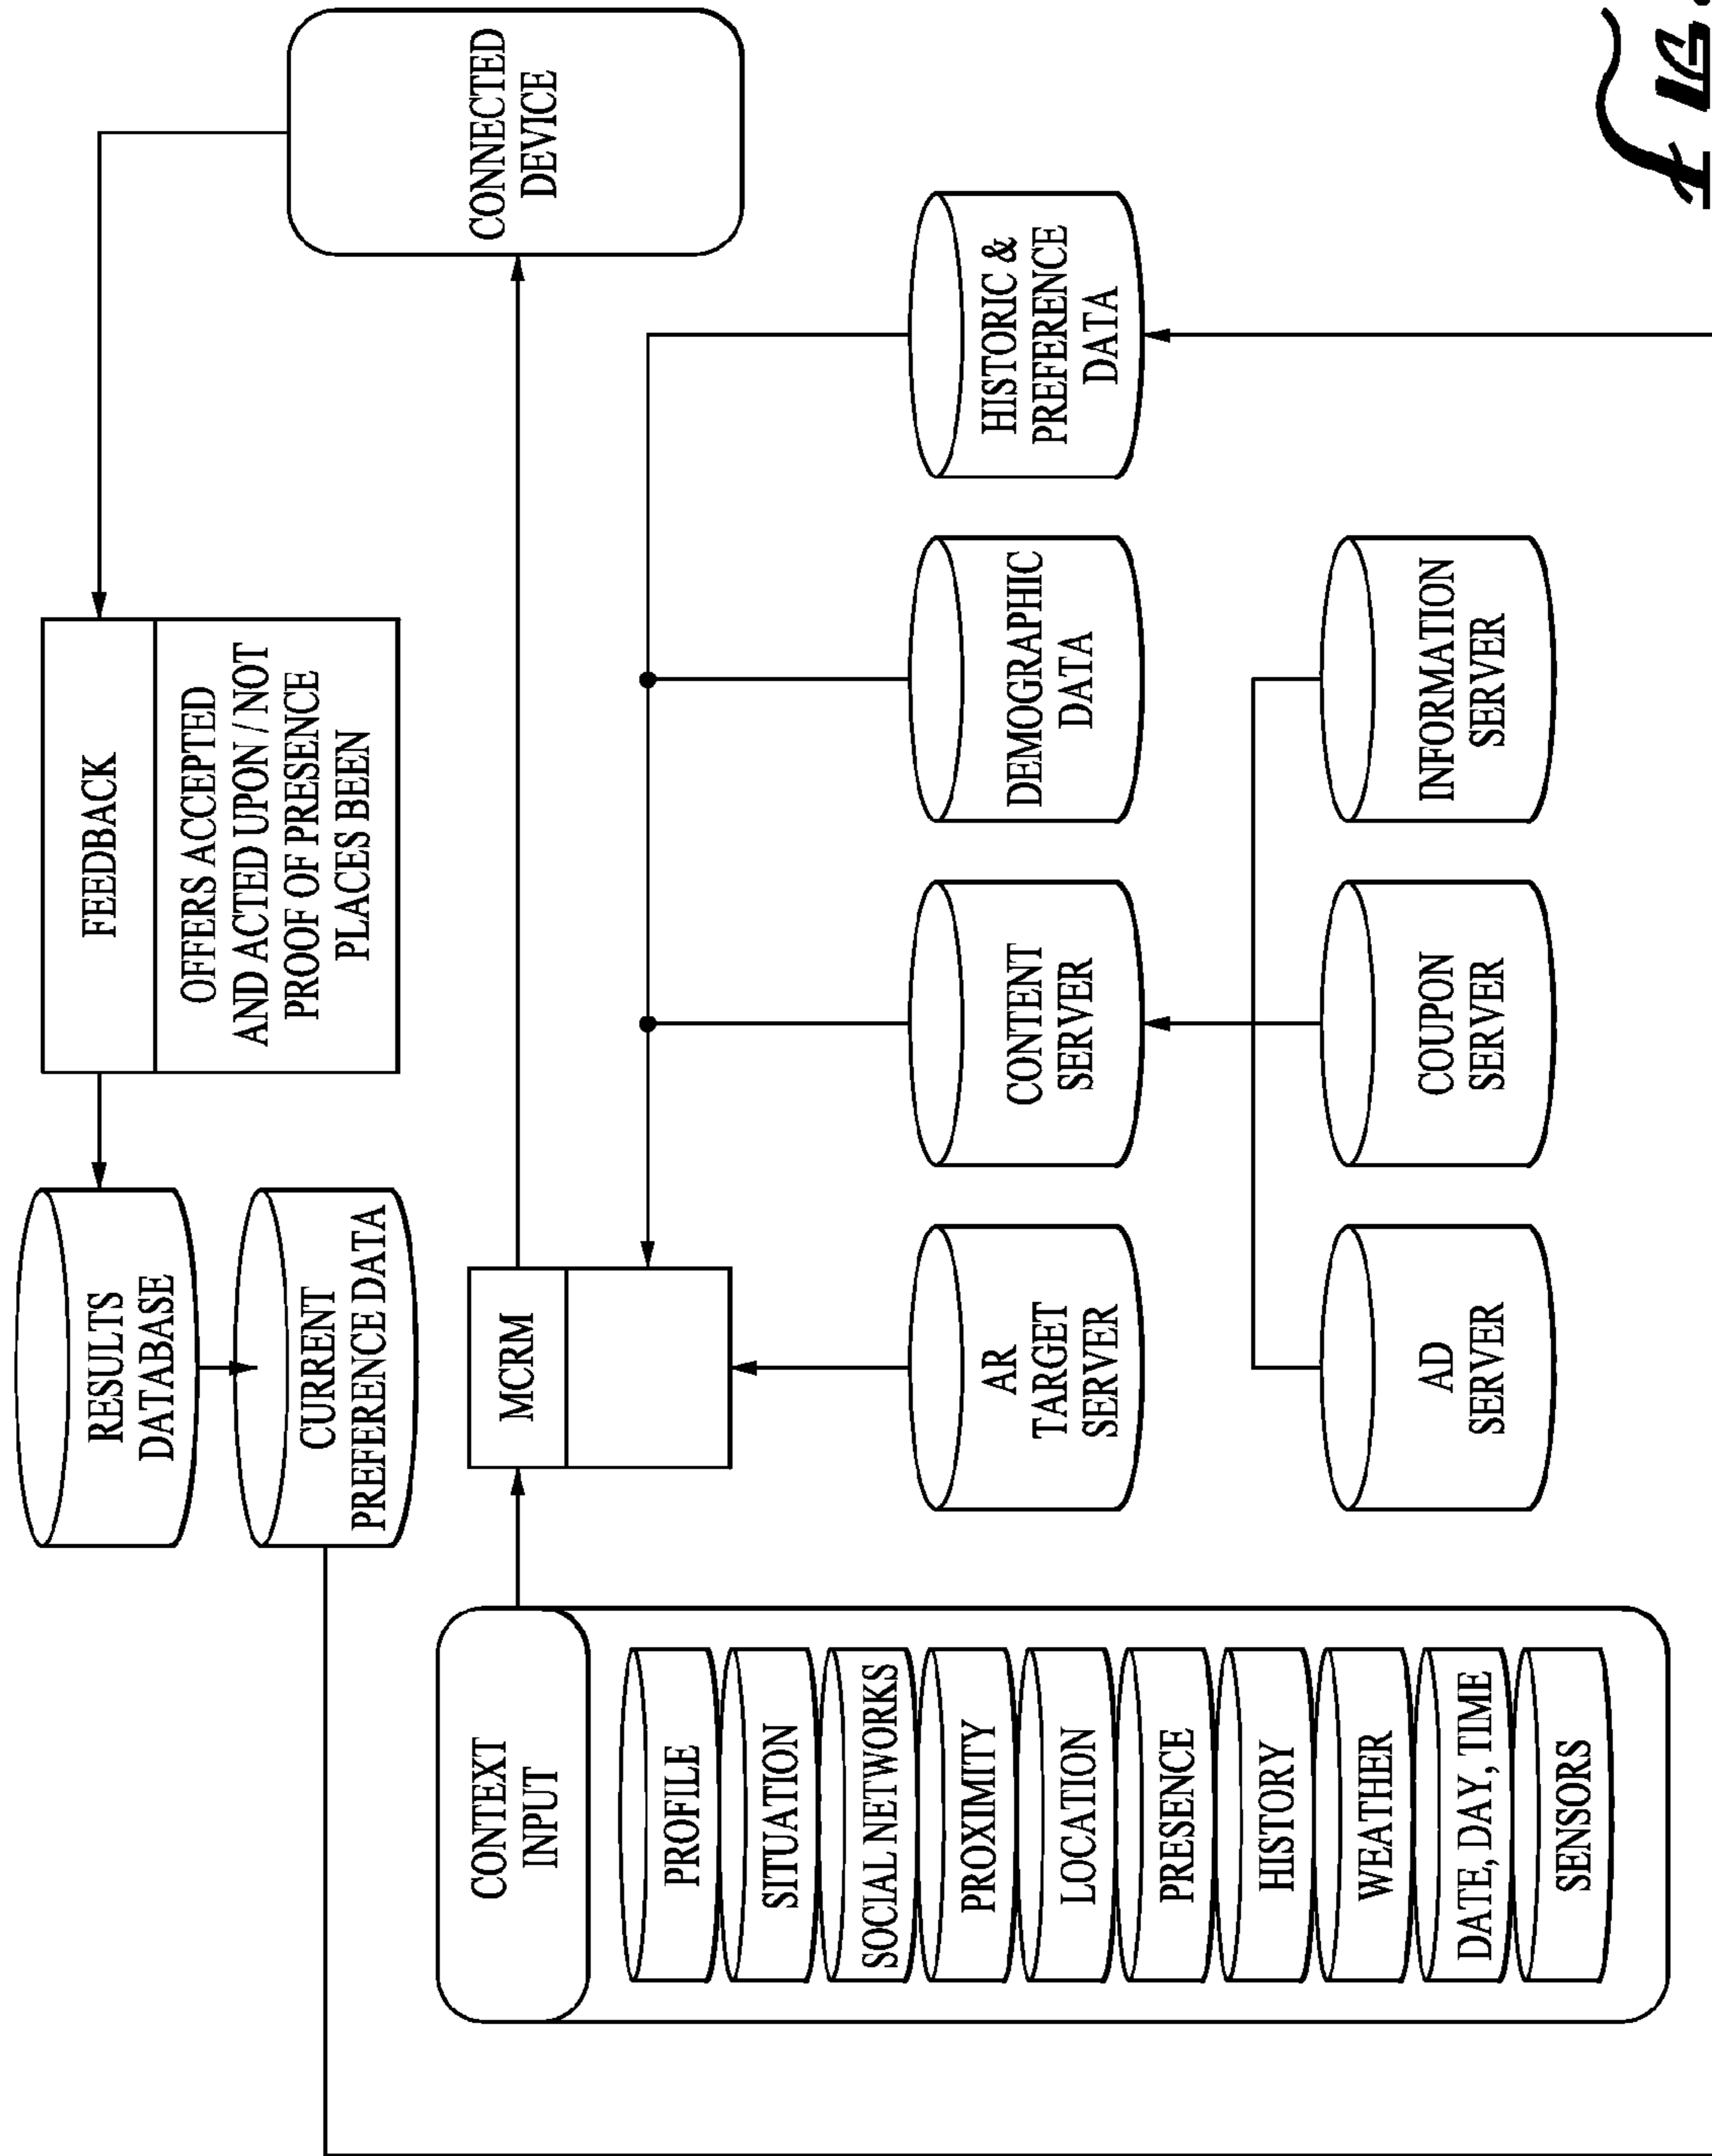 RESULTS
DATABASE
CURRENT
PREFERENCE DATA
FEEDBACK
OFFERS ACCEPTED
AND ACTED UPON / NOT
PROOF OF PRESENCE
PLACES BEEN
CONTEXT
INPUT
PROFILE
SITUATION
SOCIAL NETWORKS
PROXIMITY
LOCATION
PRESENCE
HISTORY
WEATHER
DATE, DAY, TIME
SENSORS
MCRM
CONNECTED
DEVICE
AR
TARGET
SERVER
CONTENT
SERVER
DEMOGRAPHIC
DATA
HISTORIC &
PREFERENCE
DATA
AD
SERVER
COUPON
SERVER
INFORMATION
SERVER